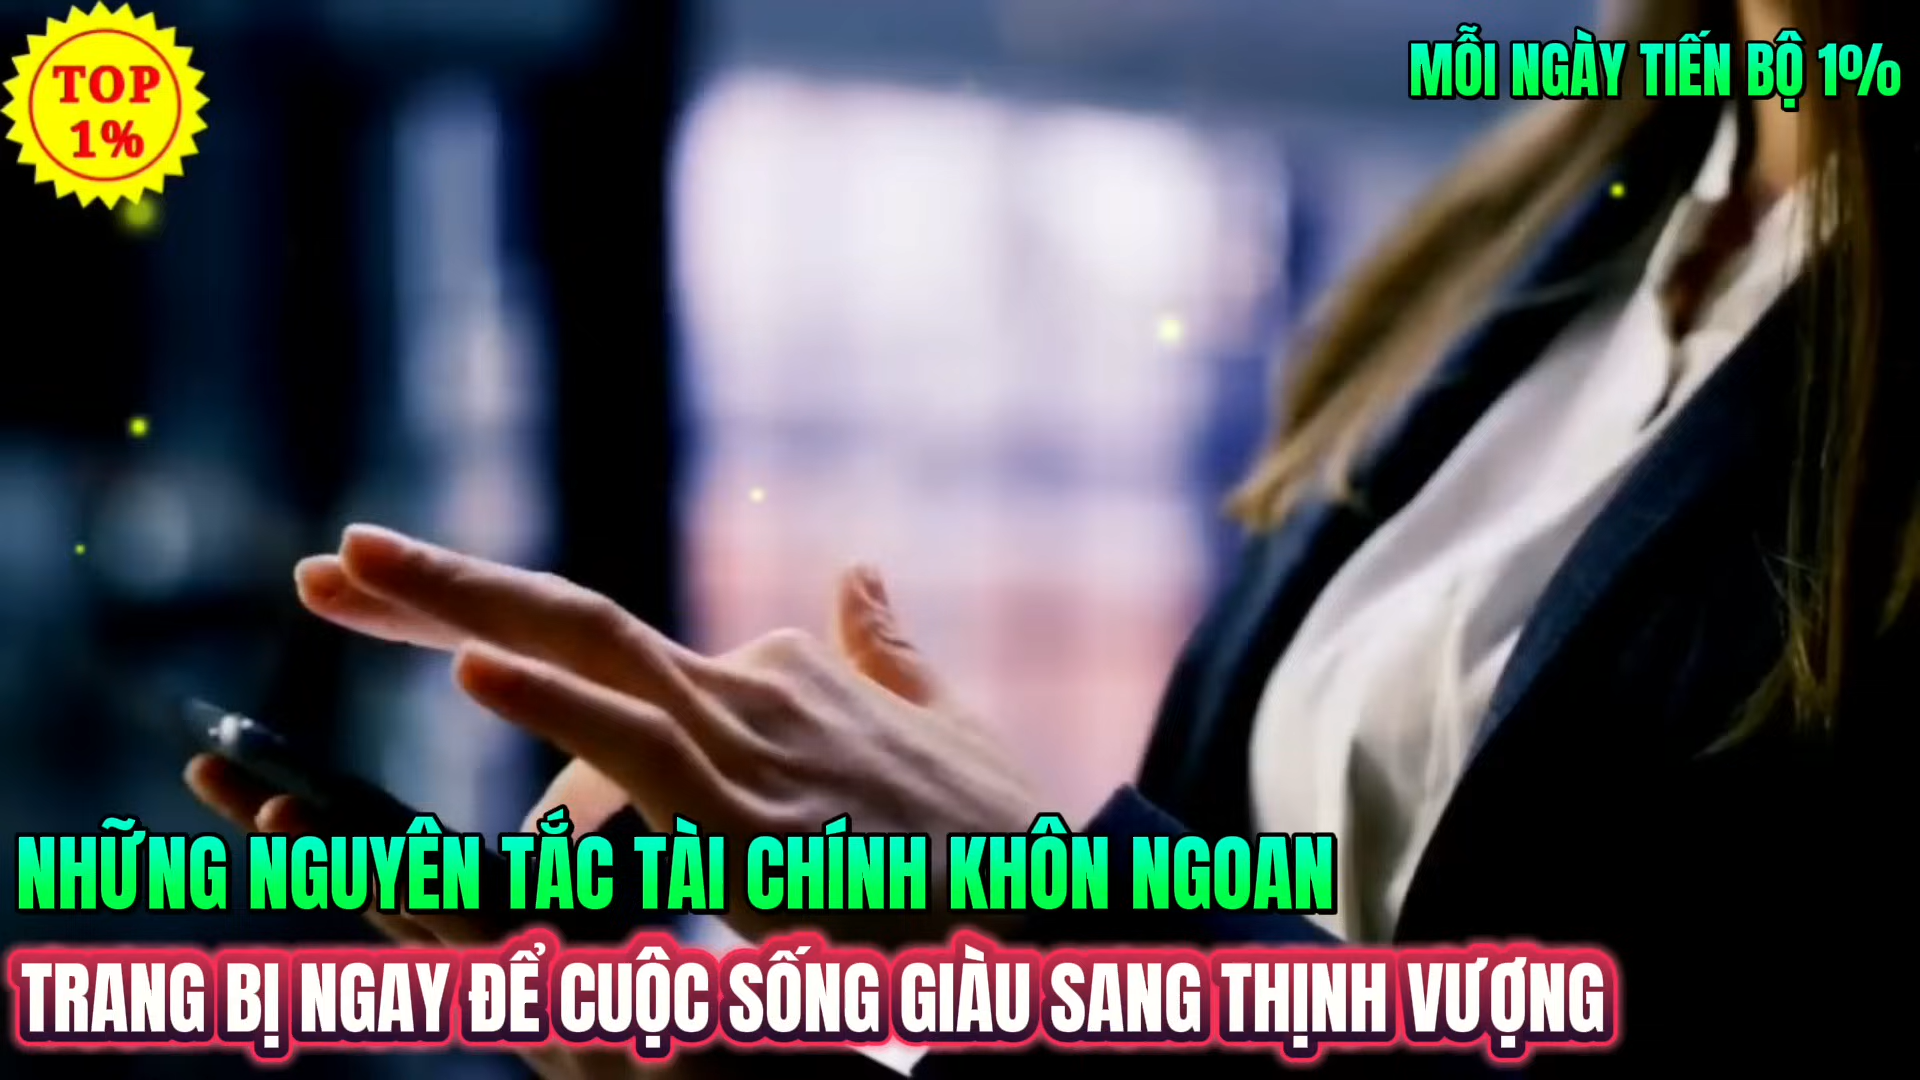 TOP
1%
MỖI NGÀY TIẾN BỘ 1%
NHỮNG NGUYÊN TẮC TÀI CHÍNH KHÔN NGOAN
TRANG BỊ NGAY ĐỂ CUỘC SỐNG GIÀU SANG THỊNH VƯỢNG